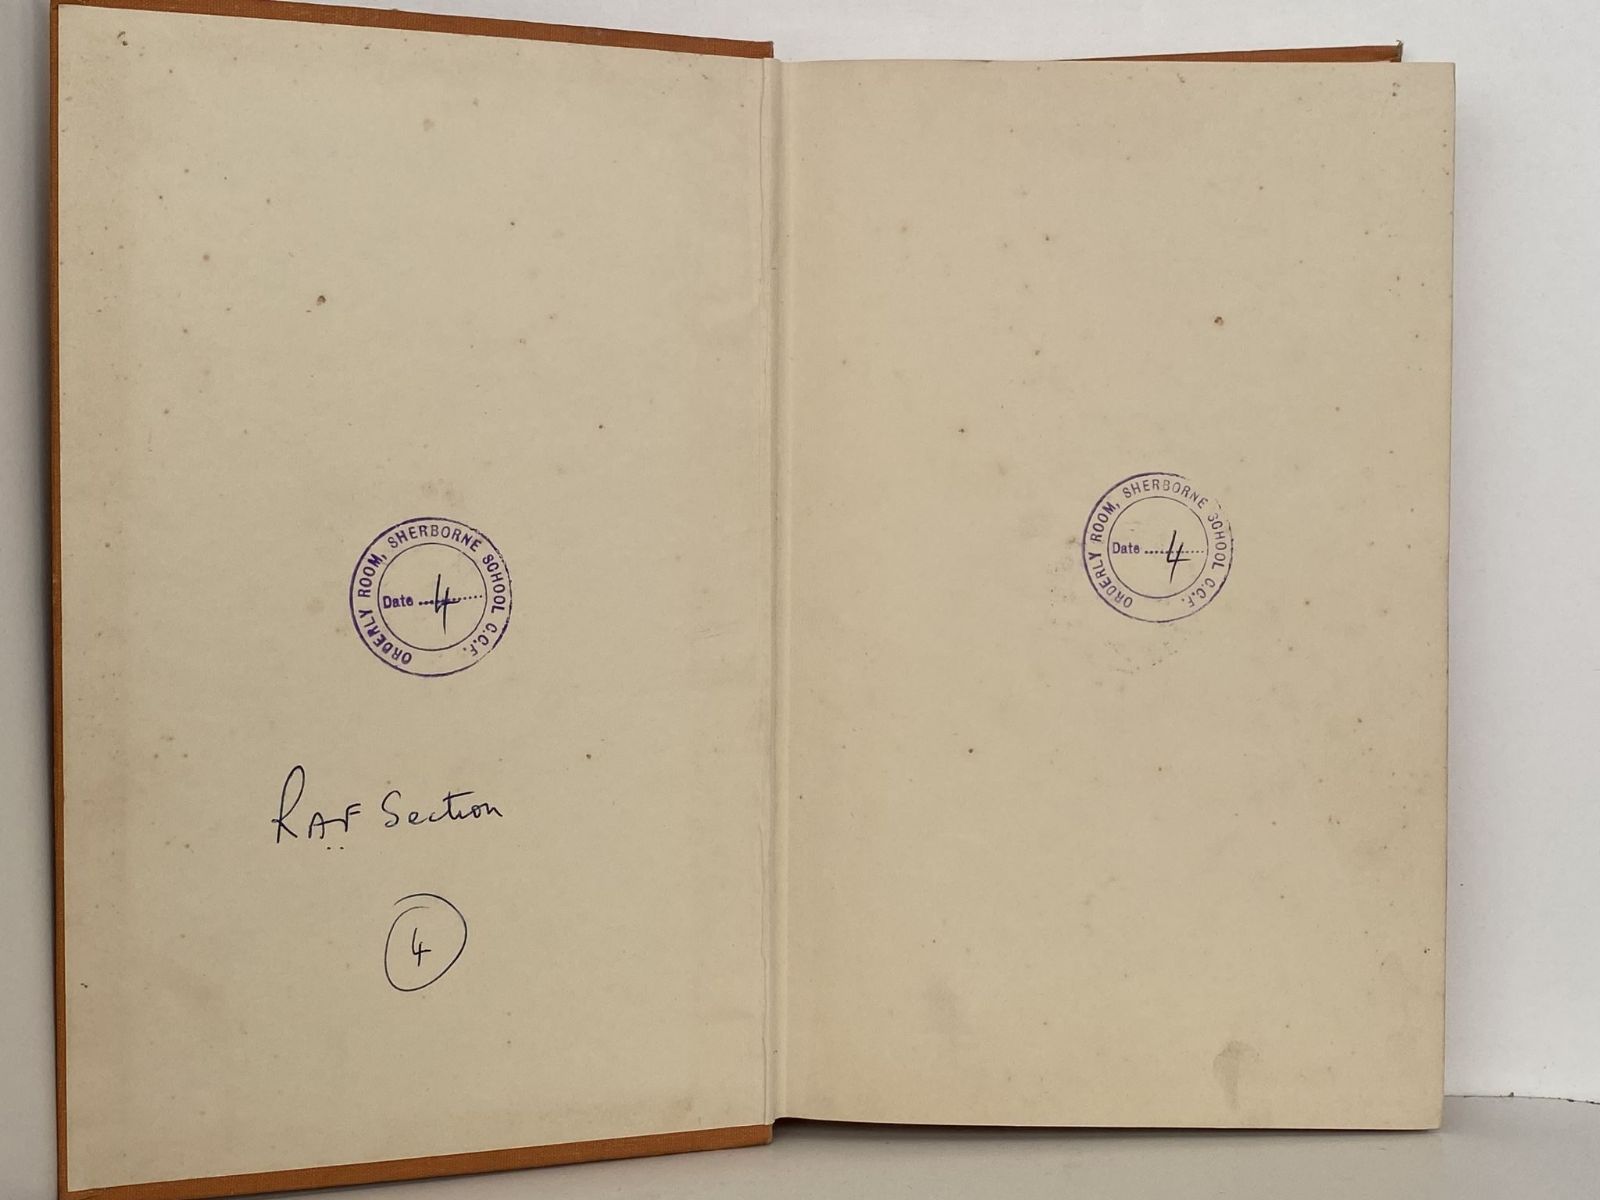 ORDERLY ROOM, SHERBORNE SCHOOL C.C.F.
Date ....4........
RAF Section
4
ORDERLY ROOM, SHERBORNE SCHOOL C.C.F.
Date ....4........